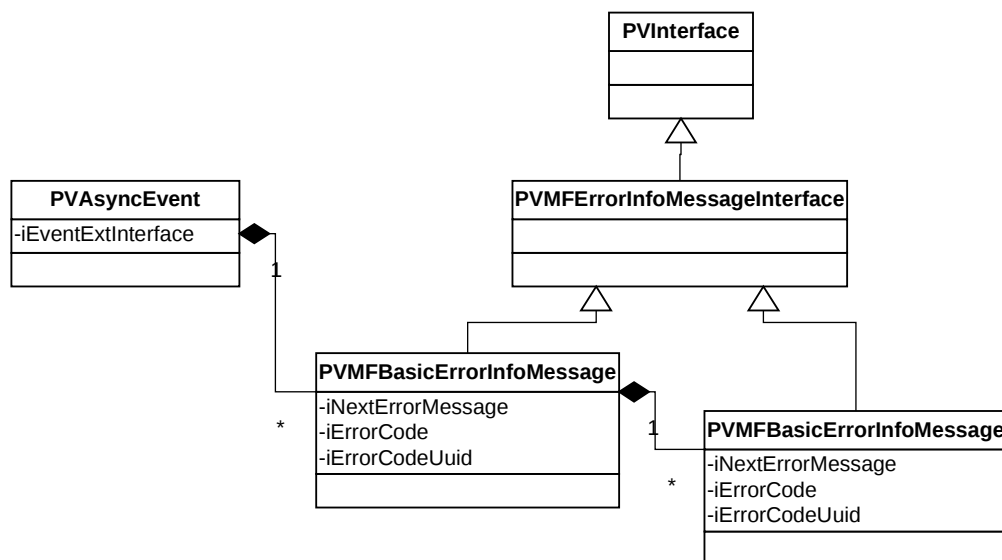 PVInterface
PVMFErrorInfoMessageInterface
PVAsyncEvent
-iEventExtInterface
1
*
PVMFBasicErrorInfoMessage
-iNextErrorMessage
-iErrorCode
-iErrorCodeUuid
1
*
PVMFBasicErrorInfoMessage
-iNextErrorMessage
-iErrorCode
-iErrorCodeUuid